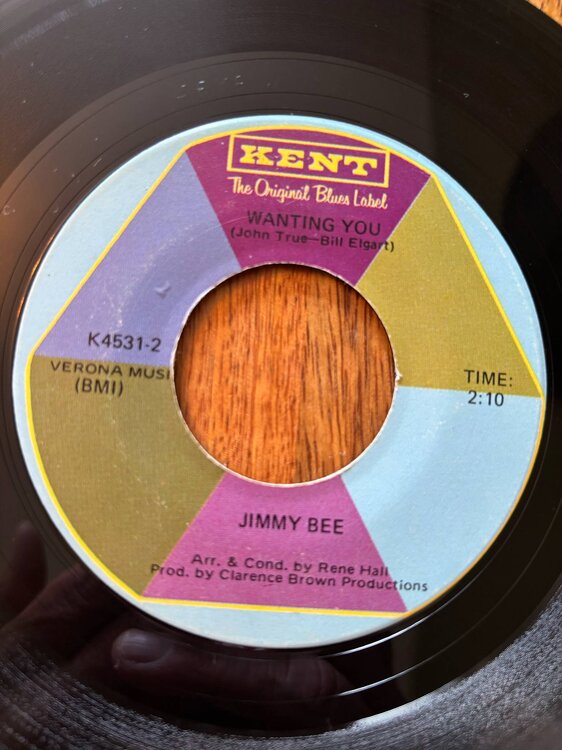 KENT
The Original Blues Label
WANTING YOU
(John True—Bill Elgart)
K4531-2
VERONA MUSI
(BMI)
TIME:
2:10
JIMMY BEE
Arr. & Cond. by Rene Hall
Prod. by Clarence Brown Productions